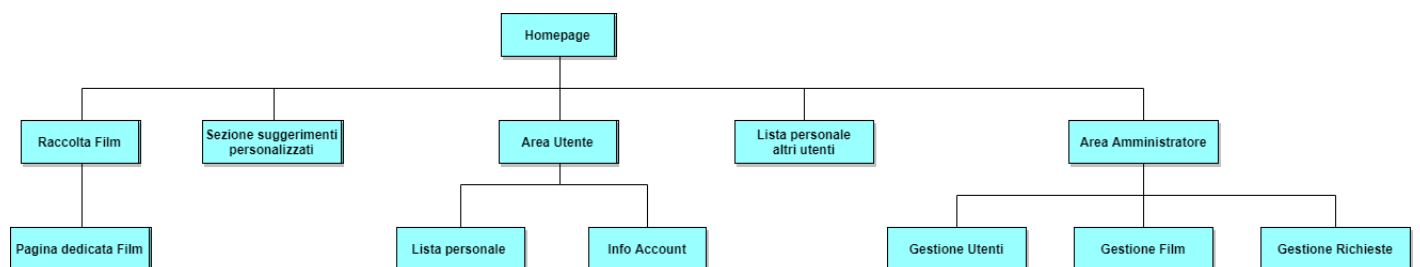 Homepage
Raccolta Film
Sezione suggerimenti
personalizzati
Area Utente
Lista personale
altri utenti
Area Amministratore
Pagina dedicata Film
Lista personale
Info Account
Gestione Utenti
Gestione Film
Gestione Richieste